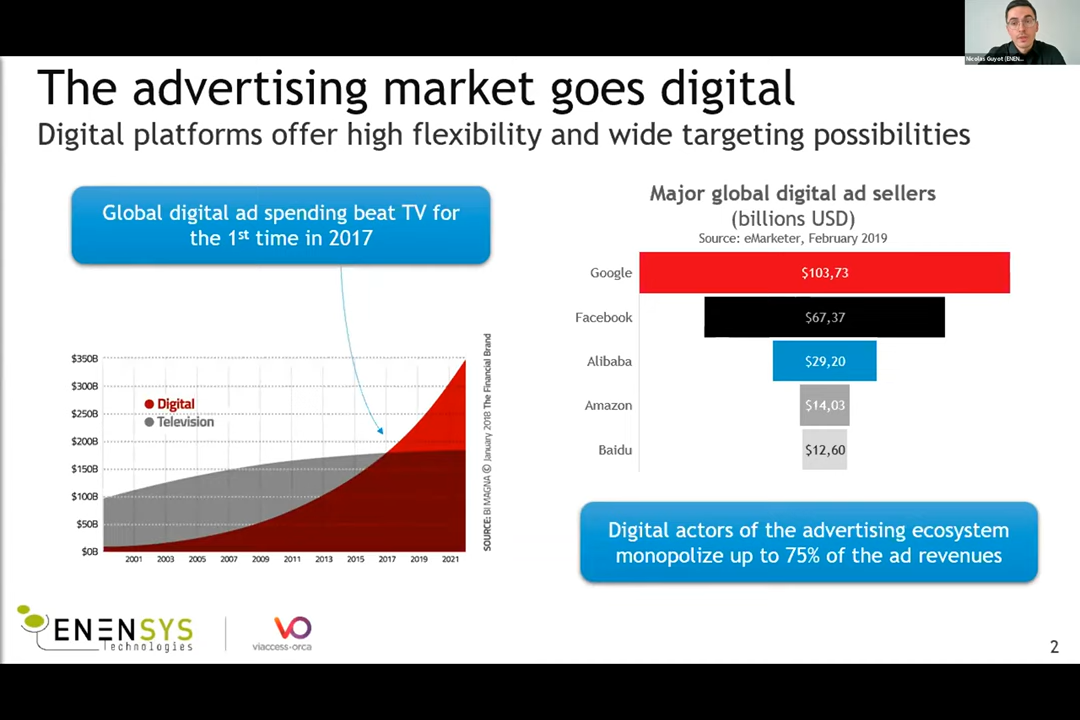 Nicolas Guyot (ENEN...
The advertising market goes digital
Digital platforms offer high flexibility and wide targeting possibilities
Global digital ad spending beat TV for
the 1st time in 2017
$350B
$300B
$250B
$200B
$150B
$100B
$50B
$0B
Digital
Television
2001 2003 2005 2007 2009 2011 2013 2015 2017 2019 2021
SOURCE: BI MAGNA © January 2018 The Financial Brand
Major global digital ad sellers
(billions USD)
Source: eMarketer, February 2019
Google $103,73
Facebook $67,37
Alibaba $29,20
Amazon $14,03
Baidu $12,60
Digital actors of the advertising ecosystem
monopolize up to 75% of the ad revenues
ENENSYS
Technologies
VO
viaccess-orca
2